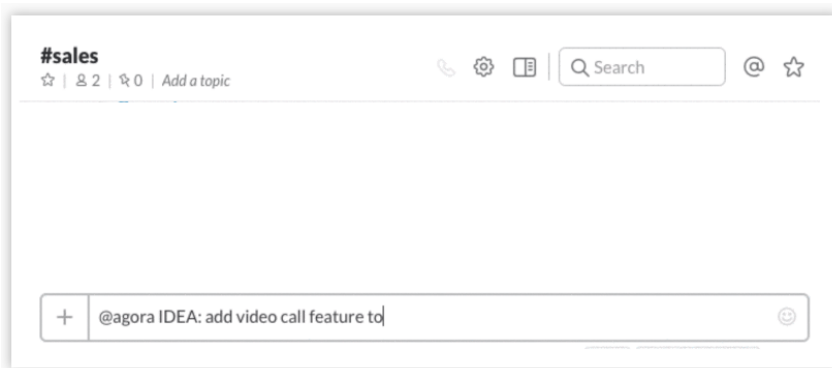 #sales
2 | 0 | Add a topic
Search
@agora IDEA: add video call feature to